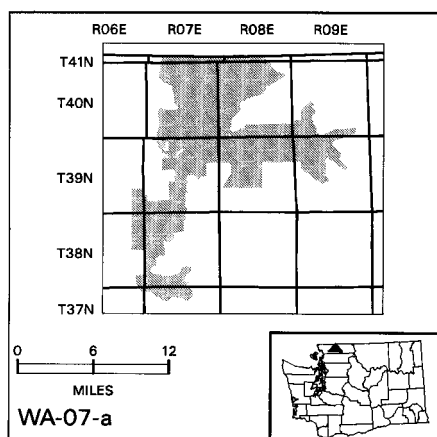 R06E R07E R08E R09E
T41N
T40N
T39N
T38N
T37N
0 6 12
MILES
WA-07-a